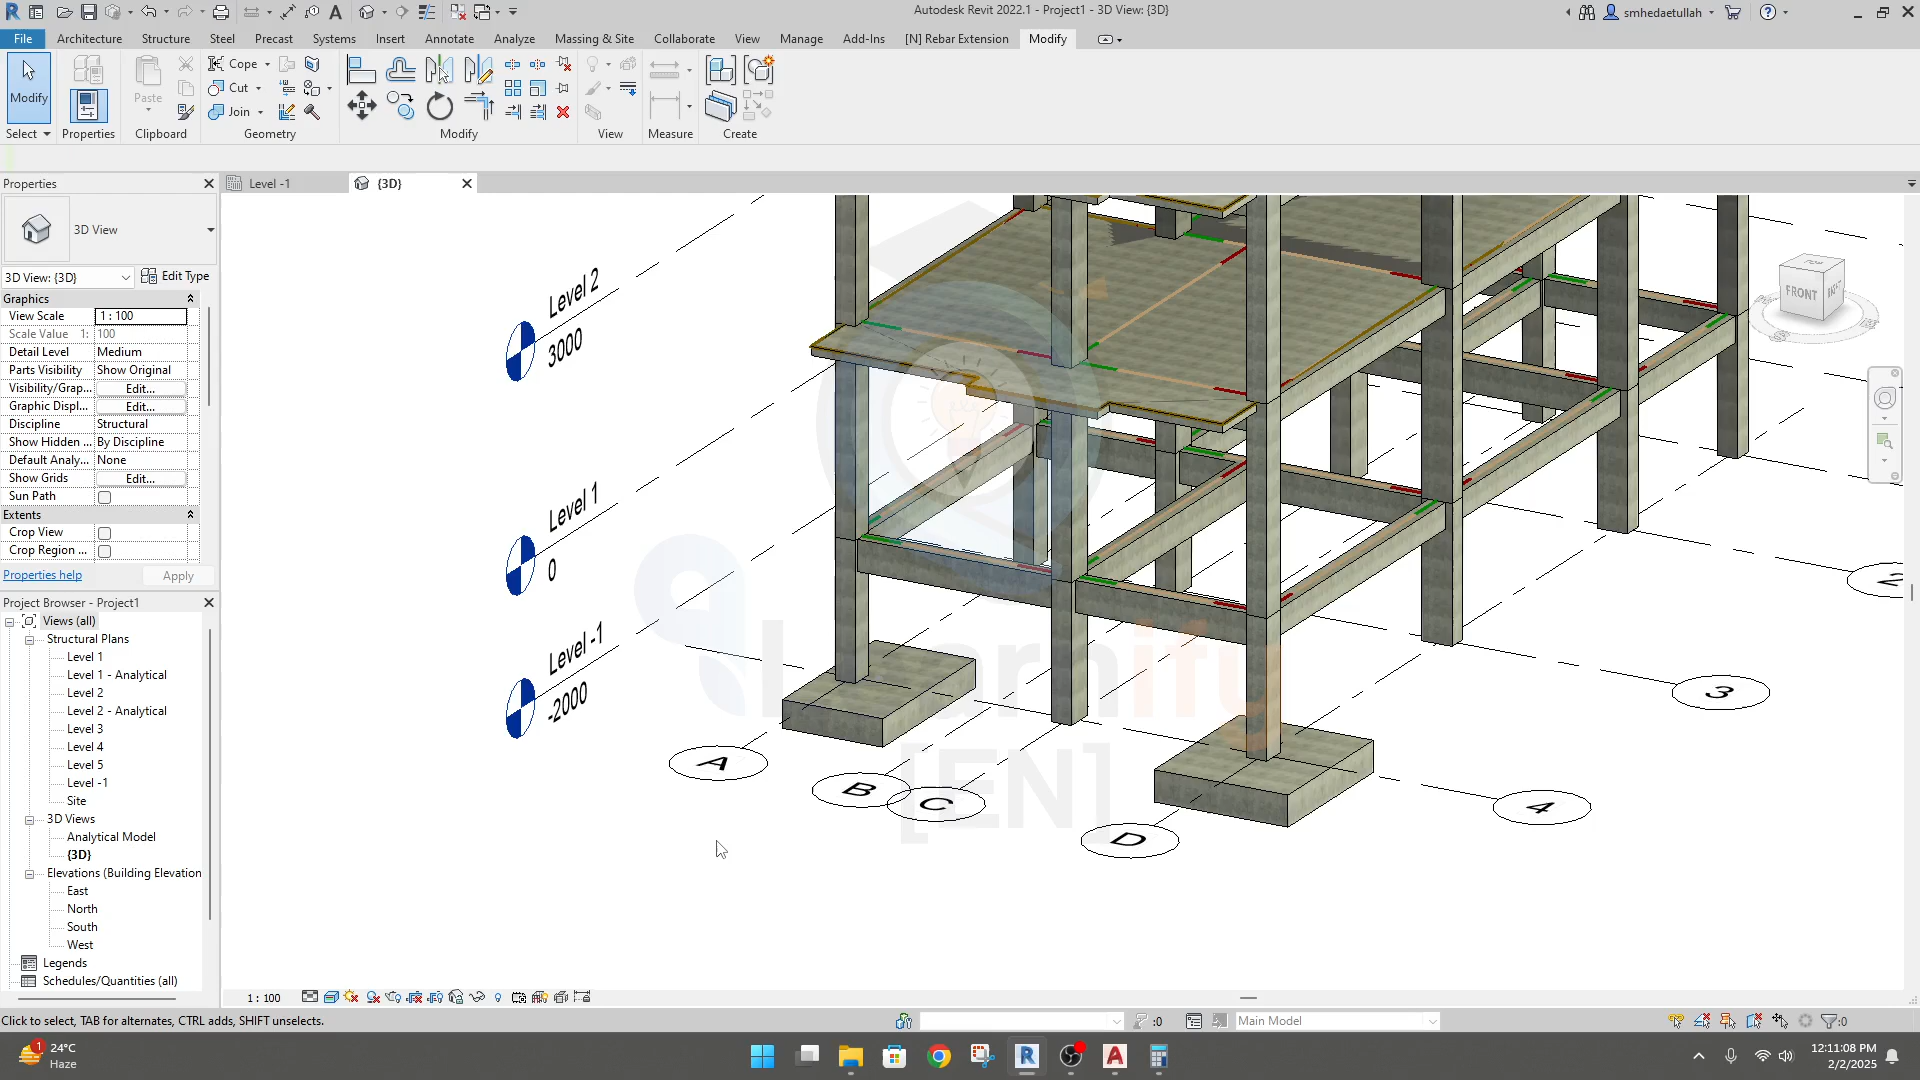 Autodesk Revit 2022.1 - Project1 - 3D View: {3D}
smhedaetullah
File Architecture Structure Steel Precast Systems Insert Annotate Analyze Massing & Site Collaborate View Manage Add-Ins [N] Rebar Extension Modify
Modify
Paste
Cope
Cut
Join
Select Properties Clipboard Geometry Modify View Measure Create
Properties
Level -1
{3D}
3D View
3D View: {3D}
Edit Type
Graphics
View Scale 1 : 100
Scale Value 1: 100
Detail Level Medium
Parts Visibility Show Original
Visibility/Grap... Edit...
Graphic Displ... Edit...
Discipline Structural
Show Hidden ... By Discipline
Default Analy... None
Show Grids Edit...
Sun Path
Extents
Crop View
Crop Region ...
Properties help
Apply
Project Browser - Project1
Views (all)
Structural Plans
Level 1
Level 1 - Analytical
Level 2
Level 2 - Analytical
Level 3
Level 4
Level 5
Level -1
Site
3D Views
Analytical Model
{3D}
Elevations (Building Elevation
East
North
South
West
Legends
Schedules/Quantities (all)
Level 2
3000
Level 1
0
Level -1
-2000
A
B
C
D
2
3
4
TOP
FRONT
Learnify
[EN]
1 : 100
Click to select, TAB for alternates, CTRL adds, SHIFT unselects.
:0
Main Model
:0
1
24°C
Haze
12:11:08 PM
2/2/2025